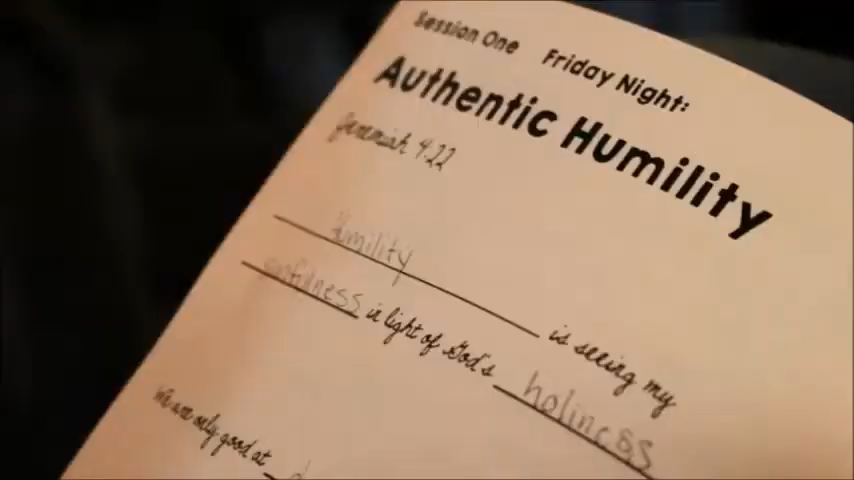 Session One Friday Night:
Authentic Humility
Jeremiah 4:22
Humility is seeing my
sinfulness in light of God's holiness
We are only good at d